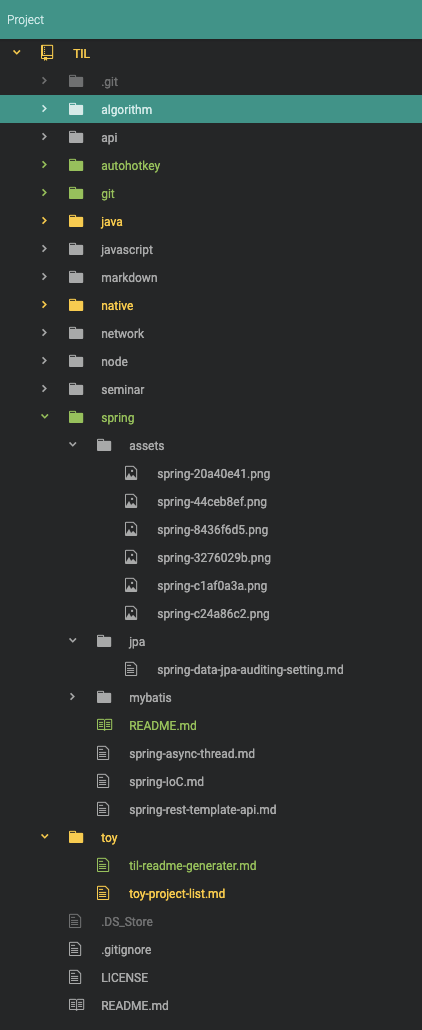 Project
TIL
.git
algorithm
api
autohotkey
git
java
javascript
markdown
native
network
node
seminar
spring
assets
spring-20a40e41.png
spring-44ceb8ef.png
spring-8436f6d5.png
spring-3276029b.png
spring-c1af0a3a.png
spring-c24a86c2.png
jpa
spring-data-jpa-auditing-setting.md
mybatis
README.md
spring-async-thread.md
spring-IoC.md
spring-rest-template-api.md
toy
til-readme-generater.md
toy-project-list.md
.DS_Store
.gitignore
LICENSE
README.md